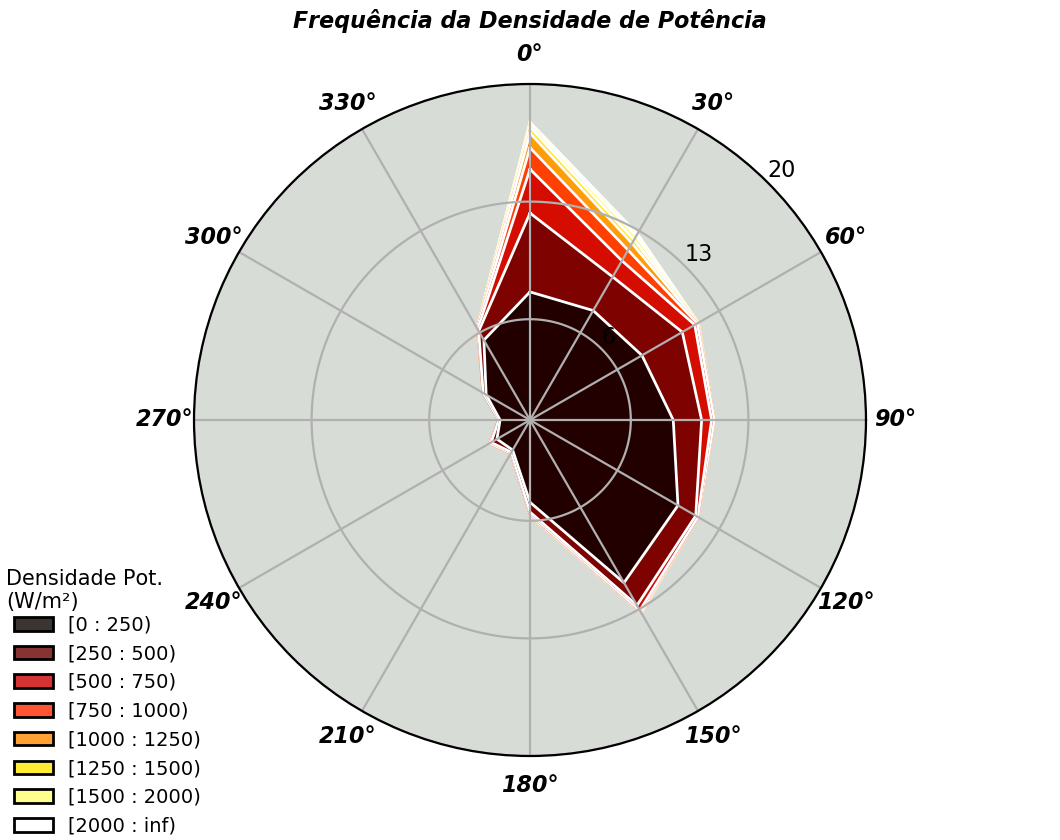 Frequência da Densidade de Potência
0°
30°
60°
90°
120°
150°
180°
210°
240°
270°
300°
330°
6
13
20
Densidade Pot.
(W/m²)
[0 : 250)
[250 : 500)
[500 : 750)
[750 : 1000)
[1000 : 1250)
[1250 : 1500)
[1500 : 2000)
[2000 : inf)